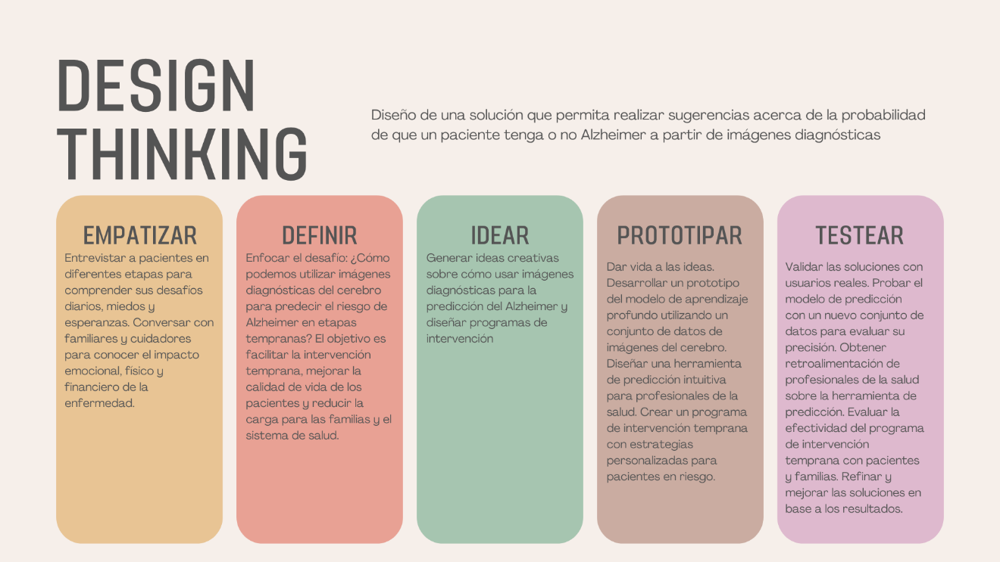 DESIGN
THINKING
Diseño de una solución que permita realizar sugerencias acerca de la probabilidad
de que un paciente tenga o no Alzheimer a partir de imágenes diagnósticas
EMPATIZAR
Entrevistar a pacientes en
diferentes etapas para
comprender sus desafíos
diarios, miedos y
esperanzas. Conversar con
familiares y cuidadores
para conocer el impacto
emocional, físico y
financiero de la
enfermedad.
DEFINIR
Enfocar el desafío: ¿Cómo
podemos utilizar imágenes
diagnósticas del cerebro
para predecir el riesgo de
Alzheimer en etapas
tempranas? El objetivo es
facilitar la intervención
temprana, mejorar la
calidad de vida de los
pacientes y reducir la
carga para las familias y el
sistema de salud.
IDEAR
Generar ideas creativas
sobre cómo usar imágenes
diagnósticas para la
predicción del Alzheimer y
diseñar programas de
intervención
PROTOTIPAR
Dar vida a las ideas.
Desarrollar un prototipo
del modelo de aprendizaje
profundo utilizando un
conjunto de datos de
imágenes del cerebro.
Diseñar una herramienta
de predicción intuitiva
para profesionales de la
salud. Crear un programa
de intervención temprana
con estrategias
personalizadas para
pacientes en riesgo.
TESTEAR
Validar las soluciones con
usuarios reales. Probar el
modelo de predicción
con un nuevo conjunto de
datos para evaluar su
precisión. Obtener
retroalimentación de
profesionales de la salud
sobre la herramienta de
predicción. Evaluar la
efectividad del programa
de intervención
temprana con pacientes
y familias. Refinar y
mejorar las soluciones en
base a los resultados.